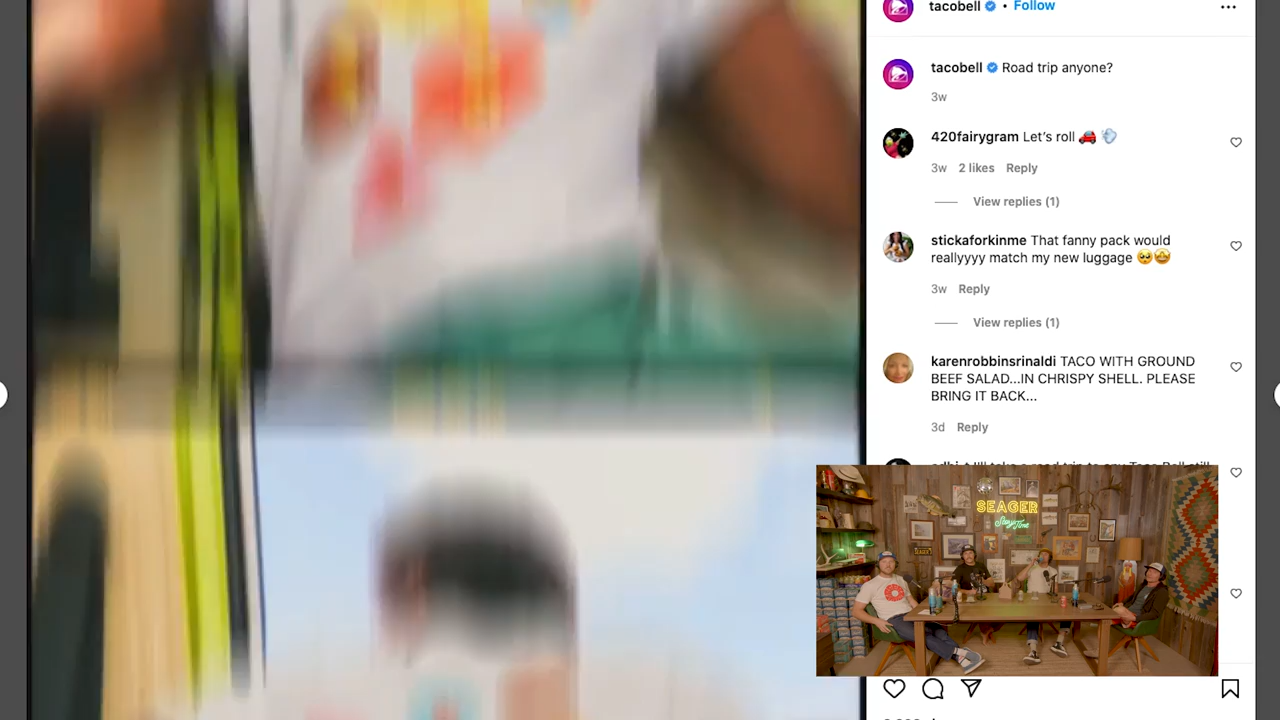 tacobell • Follow
tacobell Road trip anyone?
3w
420fairygram Let's roll 🚗 💨
3w 2 likes Reply
View replies (1)
stickaforkinme That fanny pack would
reallyyyy match my new luggage 🥺🤩
3w Reply
View replies (1)
karenrobbinsrinaldi TACO WITH GROUND
BEEF SALAD...IN CHRISPY SHELL. PLEASE
BRING IT BACK...
3d Reply
SEAGER